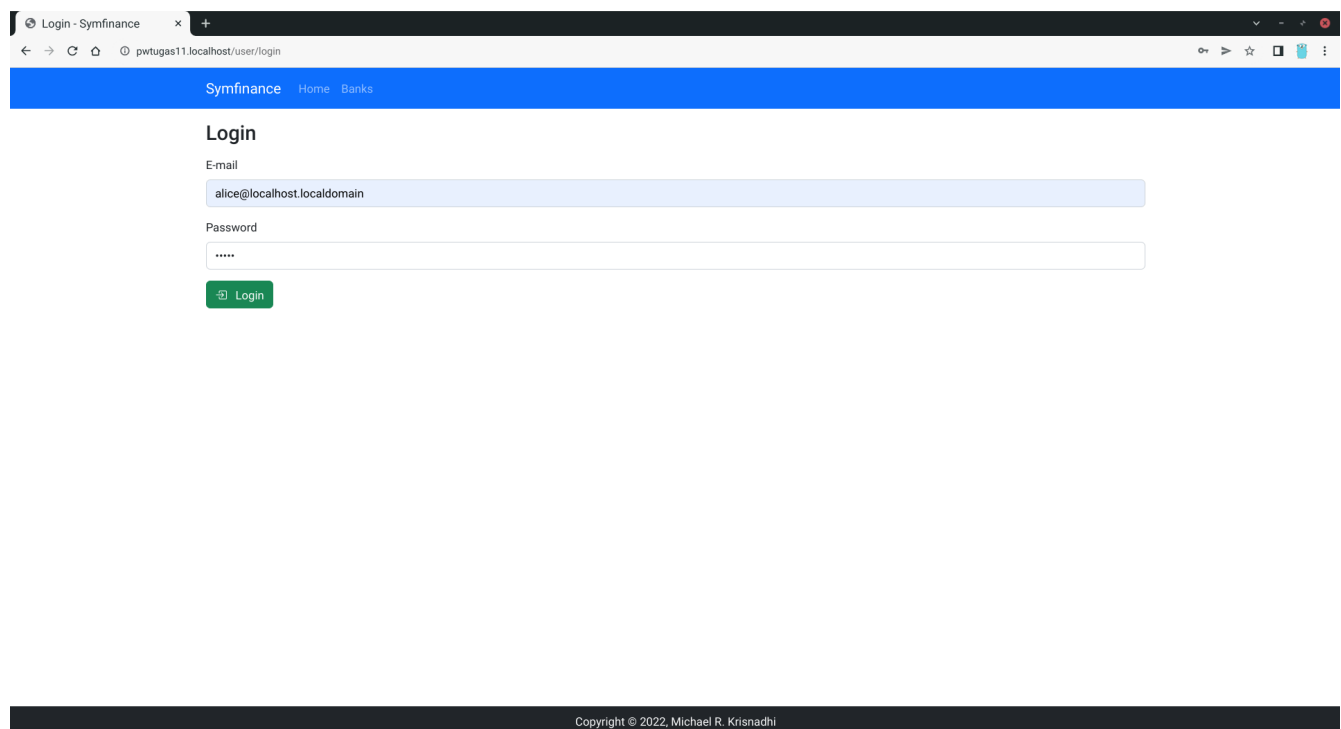 Login - Symfinance
pwtugas11.localhost/user/login
Symfinance Home Banks
Login
E-mail
alice@localhost.localdomain
Password
•••••
Login
Copyright © 2022, Michael R. Krisnadhi